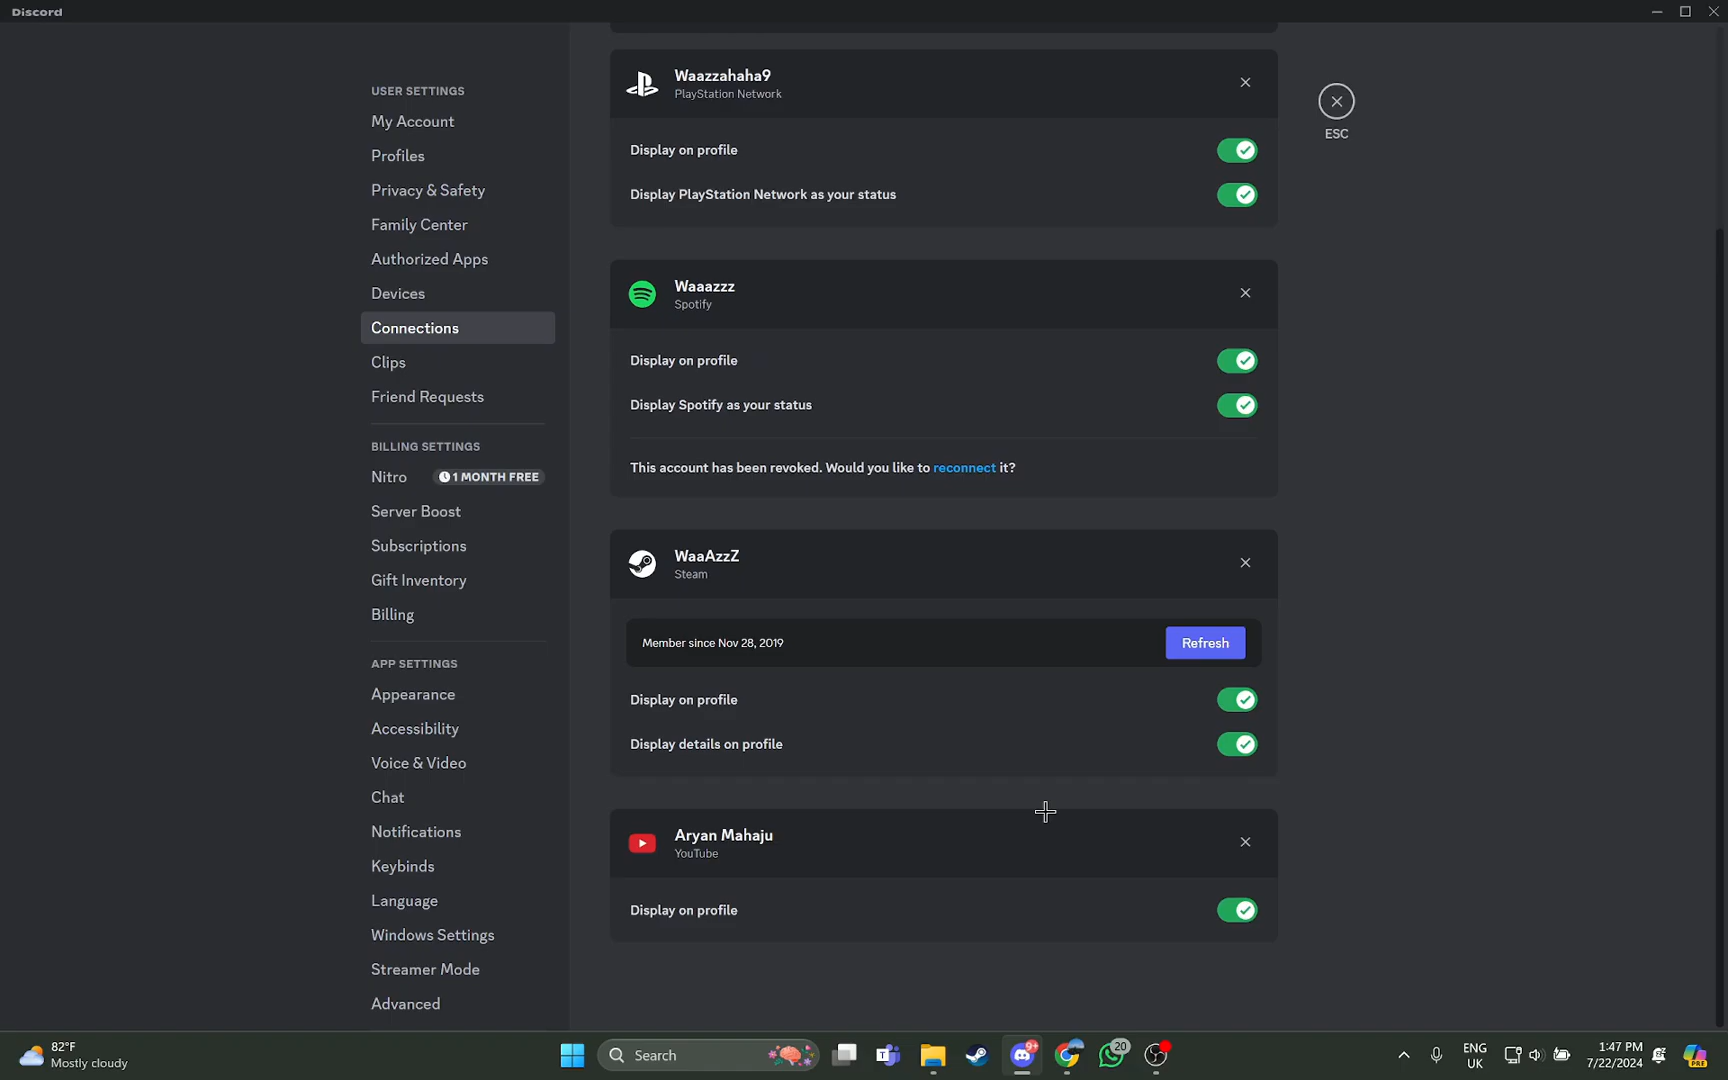 Discord
USER SETTINGS
My Account
Profiles
Privacy & Safety
Family Center
Authorized Apps
Devices
Connections
Clips
Friend Requests
BILLING SETTINGS
Nitro
1 MONTH FREE
Server Boost
Subscriptions
Gift Inventory
Billing
APP SETTINGS
Appearance
Accessibility
Voice & Video
Chat
Notifications
Keybinds
Language
Windows Settings
Streamer Mode
Advanced
Waazzahaha9
PlayStation Network
Display on profile
Display PlayStation Network as your status
Waaazzz
Spotify
Display on profile
Display Spotify as your status
This account has been revoked. Would you like to reconnect it?
WaaAzzZ
Steam
Member since Nov 28, 2019
Refresh
Display on profile
Display details on profile
Aryan Mahaju
YouTube
Display on profile
ESC
82°F
Mostly cloudy
Search
9+
20
ENG
UK
1:47 PM
7/22/2024
PRE